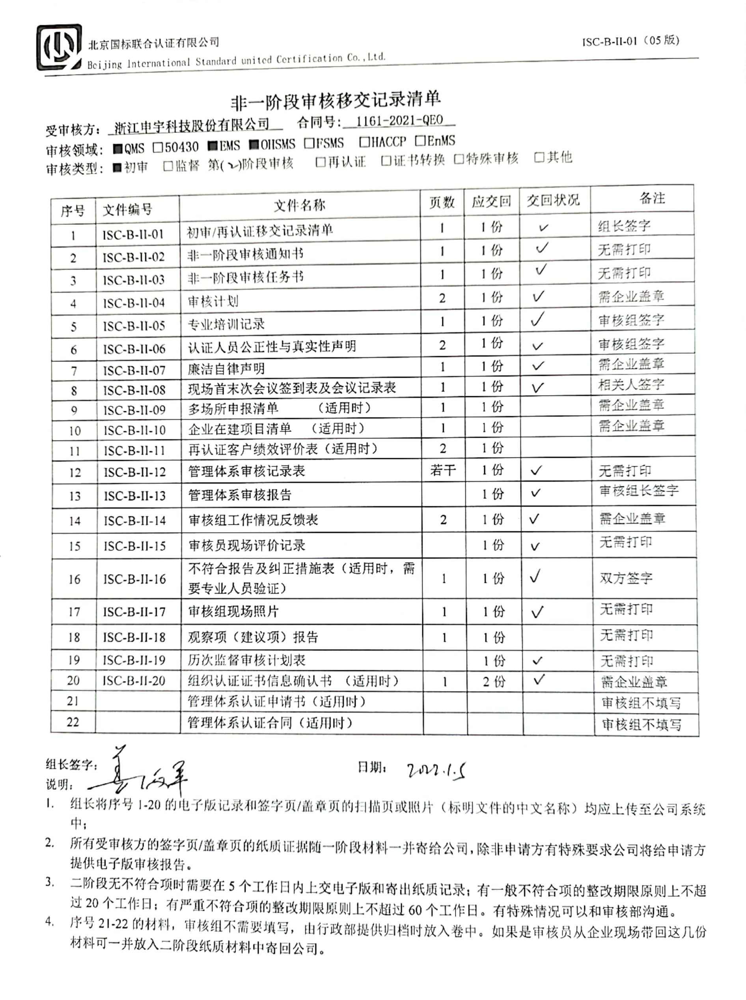 北京国标联合认证有限公司 ISC-B-II-01（05版)
Beijing International Standard united Certification Co.,Ltd.
非一阶段审核移交记录清单
受审核方： 浙江申宇科技股份有限公司 合同号： 1161-2021-QEO
审核领域：■QMS □50430 ■EMS ■OHSMS □FSMS □HACCP □EnMS
审核类型：■初审 □监督 第(2)阶段审核 □再认证 □证书转换 □特殊审核 □其他
序号 文件编号 文件名称 页数 应交回 交回状况 备注
1 ISC-B-II-01 初审/再认证移交记录清单 1 1份 ✓ 组长签字
2 ISC-B-II-02 非一阶段审核通知书 1 1份 ✓ 无需打印
3 ISC-B-II-03 非一阶段审核任务书 1 1份 ✓ 无需打印
4 ISC-B-II-04 审核计划 2 1份 ✓ 需企业盖章
5 ISC-B-II-05 专业培训记录 1 1份 ✓ 审核组签字
6 ISC-B-II-06 认证人员公正性与真实性声明 2 1份 ✓ 审核组签字
7 ISC-B-II-07 廉洁自律声明 1 1份 ✓ 需企业盖章
8 ISC-B-II-08 现场首末次会议签到表及会议记录表 1 1份 ✓ 相关人签字
9 ISC-B-II-09 多场所申报清单 （适用时） 1 1份 需企业盖章
10 ISC-B-II-10 企业在建项目清单 （适用时） 1 1份 需企业盖章
11 ISC-B-II-11 再认证客户绩效评价表（适用时） 2 1份
12 ISC-B-II-12 管理体系审核记录表 若干 1份 ✓ 无需打印
13 ISC-B-II-13 管理体系审核报告 1份 ✓ 审核组长签字
14 ISC-B-II-14 审核组工作情况反馈表 2 1份 ✓ 需企业盖章
15 ISC-B-II-15 审核员现场评价记录 1份 ✓ 无需打印
16 ISC-B-II-16 不符合报告及纠正措施表（适用时，需 1 1份 ✓ 双方签字
要专业人员验证）
17 ISC-B-II-17 审核组现场照片 1 1份 ✓ 无需打印
18 ISC-B-II-18 观察项（建议项）报告 1 1份 无需打印
19 ISC-B-II-19 历次监督审核计划表 1份 ✓ 无需打印
20 ISC-B-II-20 组织认证证书信息确认书 （适用时） 1 2份 ✓ 需企业盖章
21 管理体系认证申请书（适用时） 审核组不填写
22 管理体系认证合同（适用时） 审核组不填写
组长签字： 日期： 2022.1.5
说明：
1. 组长将序号 1-20 的电子版记录和签字页/盖章页的扫描页或照片（标明文件的中文名称）均应上传至公司系统
中；
2. 所有受审核方的签字页/盖章页的纸质证据随一阶段材料一并寄给公司,除非申请方有特殊要求公司将给申请方
提供电子版审核报告。
3. 二阶段无不符合项时需要在 5 个工作日内上交电子版和寄出纸质记录；有一般不符合项的整改期限原则上不超
过 20 个工作日；有严重不符合项的整改期限原则上不超过 60 个工作日。有特殊情况可以和审核部沟通。
4. 序号 21-22 的材料，审核组不需要填写，由行政部提供归档时放入卷中。如果是审核员从企业现场带回这几份
材料可一并放入二阶段纸质材料中寄回公司。